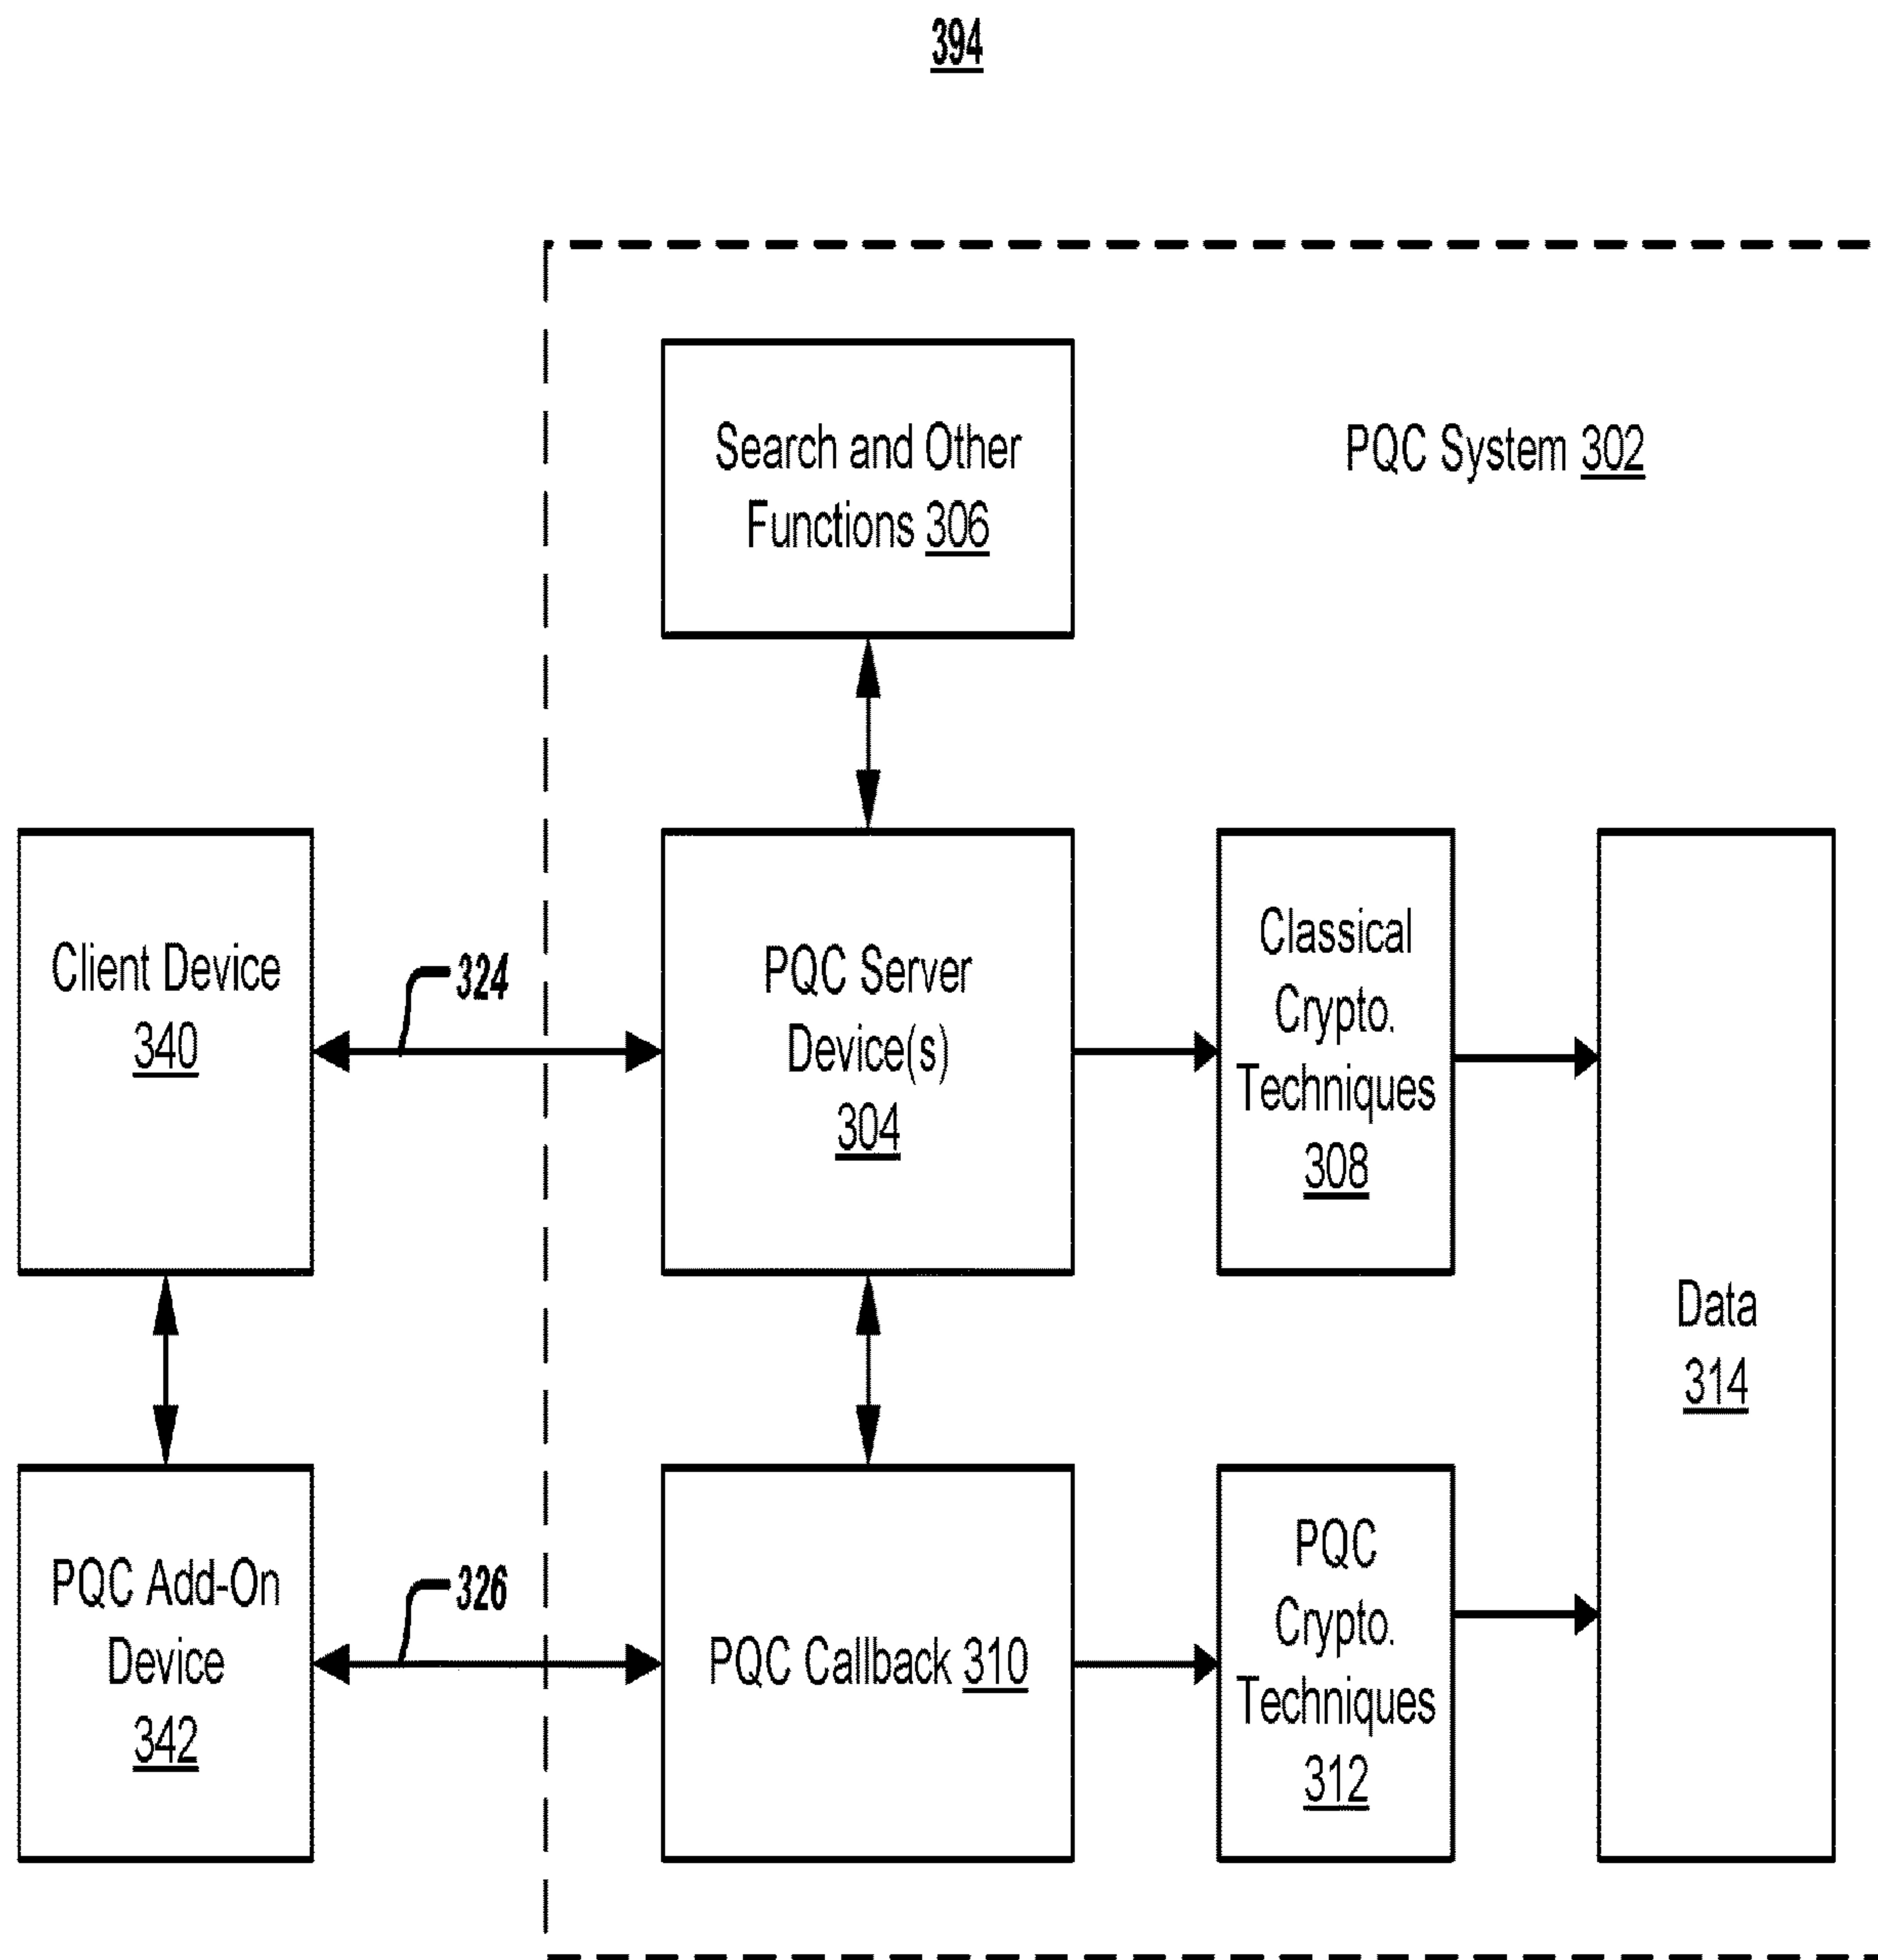 394
Search and Other
Functions 306
PQC System 302
Client Device
340
324
PQC Server
Device(s)
304
Classical
Crypto.
Techniques
308
Data
314
PQC Add-On
Device
342
326
PQC Callback 310
PQC
Crypto.
Techniques
312